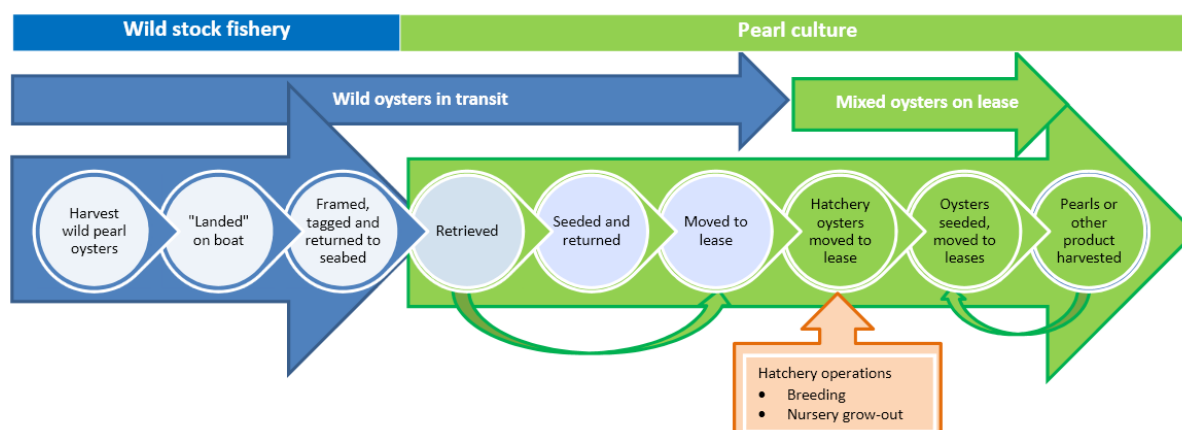 Wild stock fishery
Pearl culture
Wild oysters in transit
Mixed oysters on lease
Harvest
wild pearl
oysters
"Landed"
on boat
Framed,
tagged and
returned to
seabed
Retrieved
Seeded and
returned
Moved to
lease
Hatchery
oysters
moved to
lease
Oysters
seeded,
moved to
leases
Pearls or
other
product
harvested
Hatchery operations
• Breeding
• Nursery grow-out